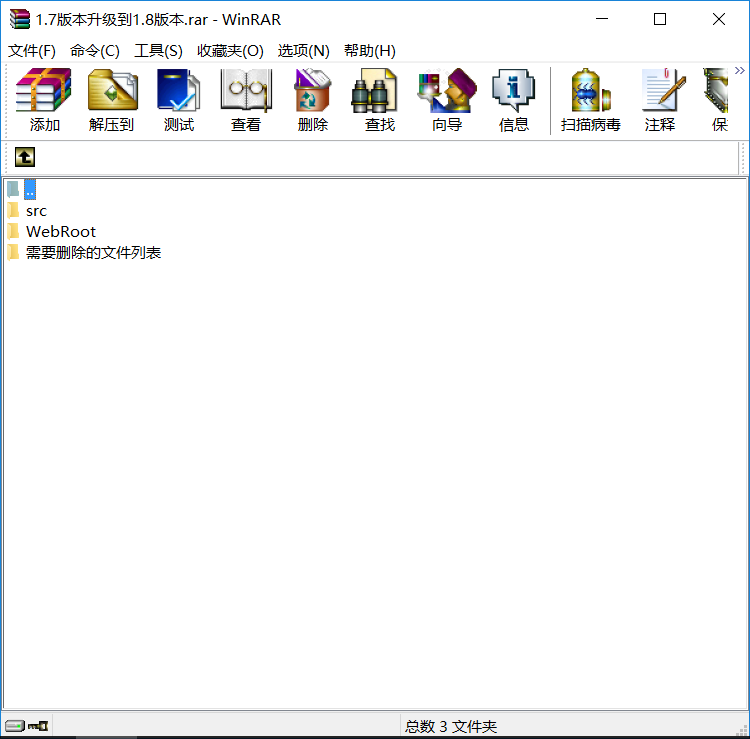 1.7版本升级到1.8版本.rar - WinRAR
文件(F) 命令(C) 工具(S) 收藏夹(O) 选项(N) 帮助(H)
添加 解压到 测试 查看 删除 查找 向导 信息 扫描病毒 注释 保
..
src
WebRoot
需要删除的文件列表
总数 3 文件夹